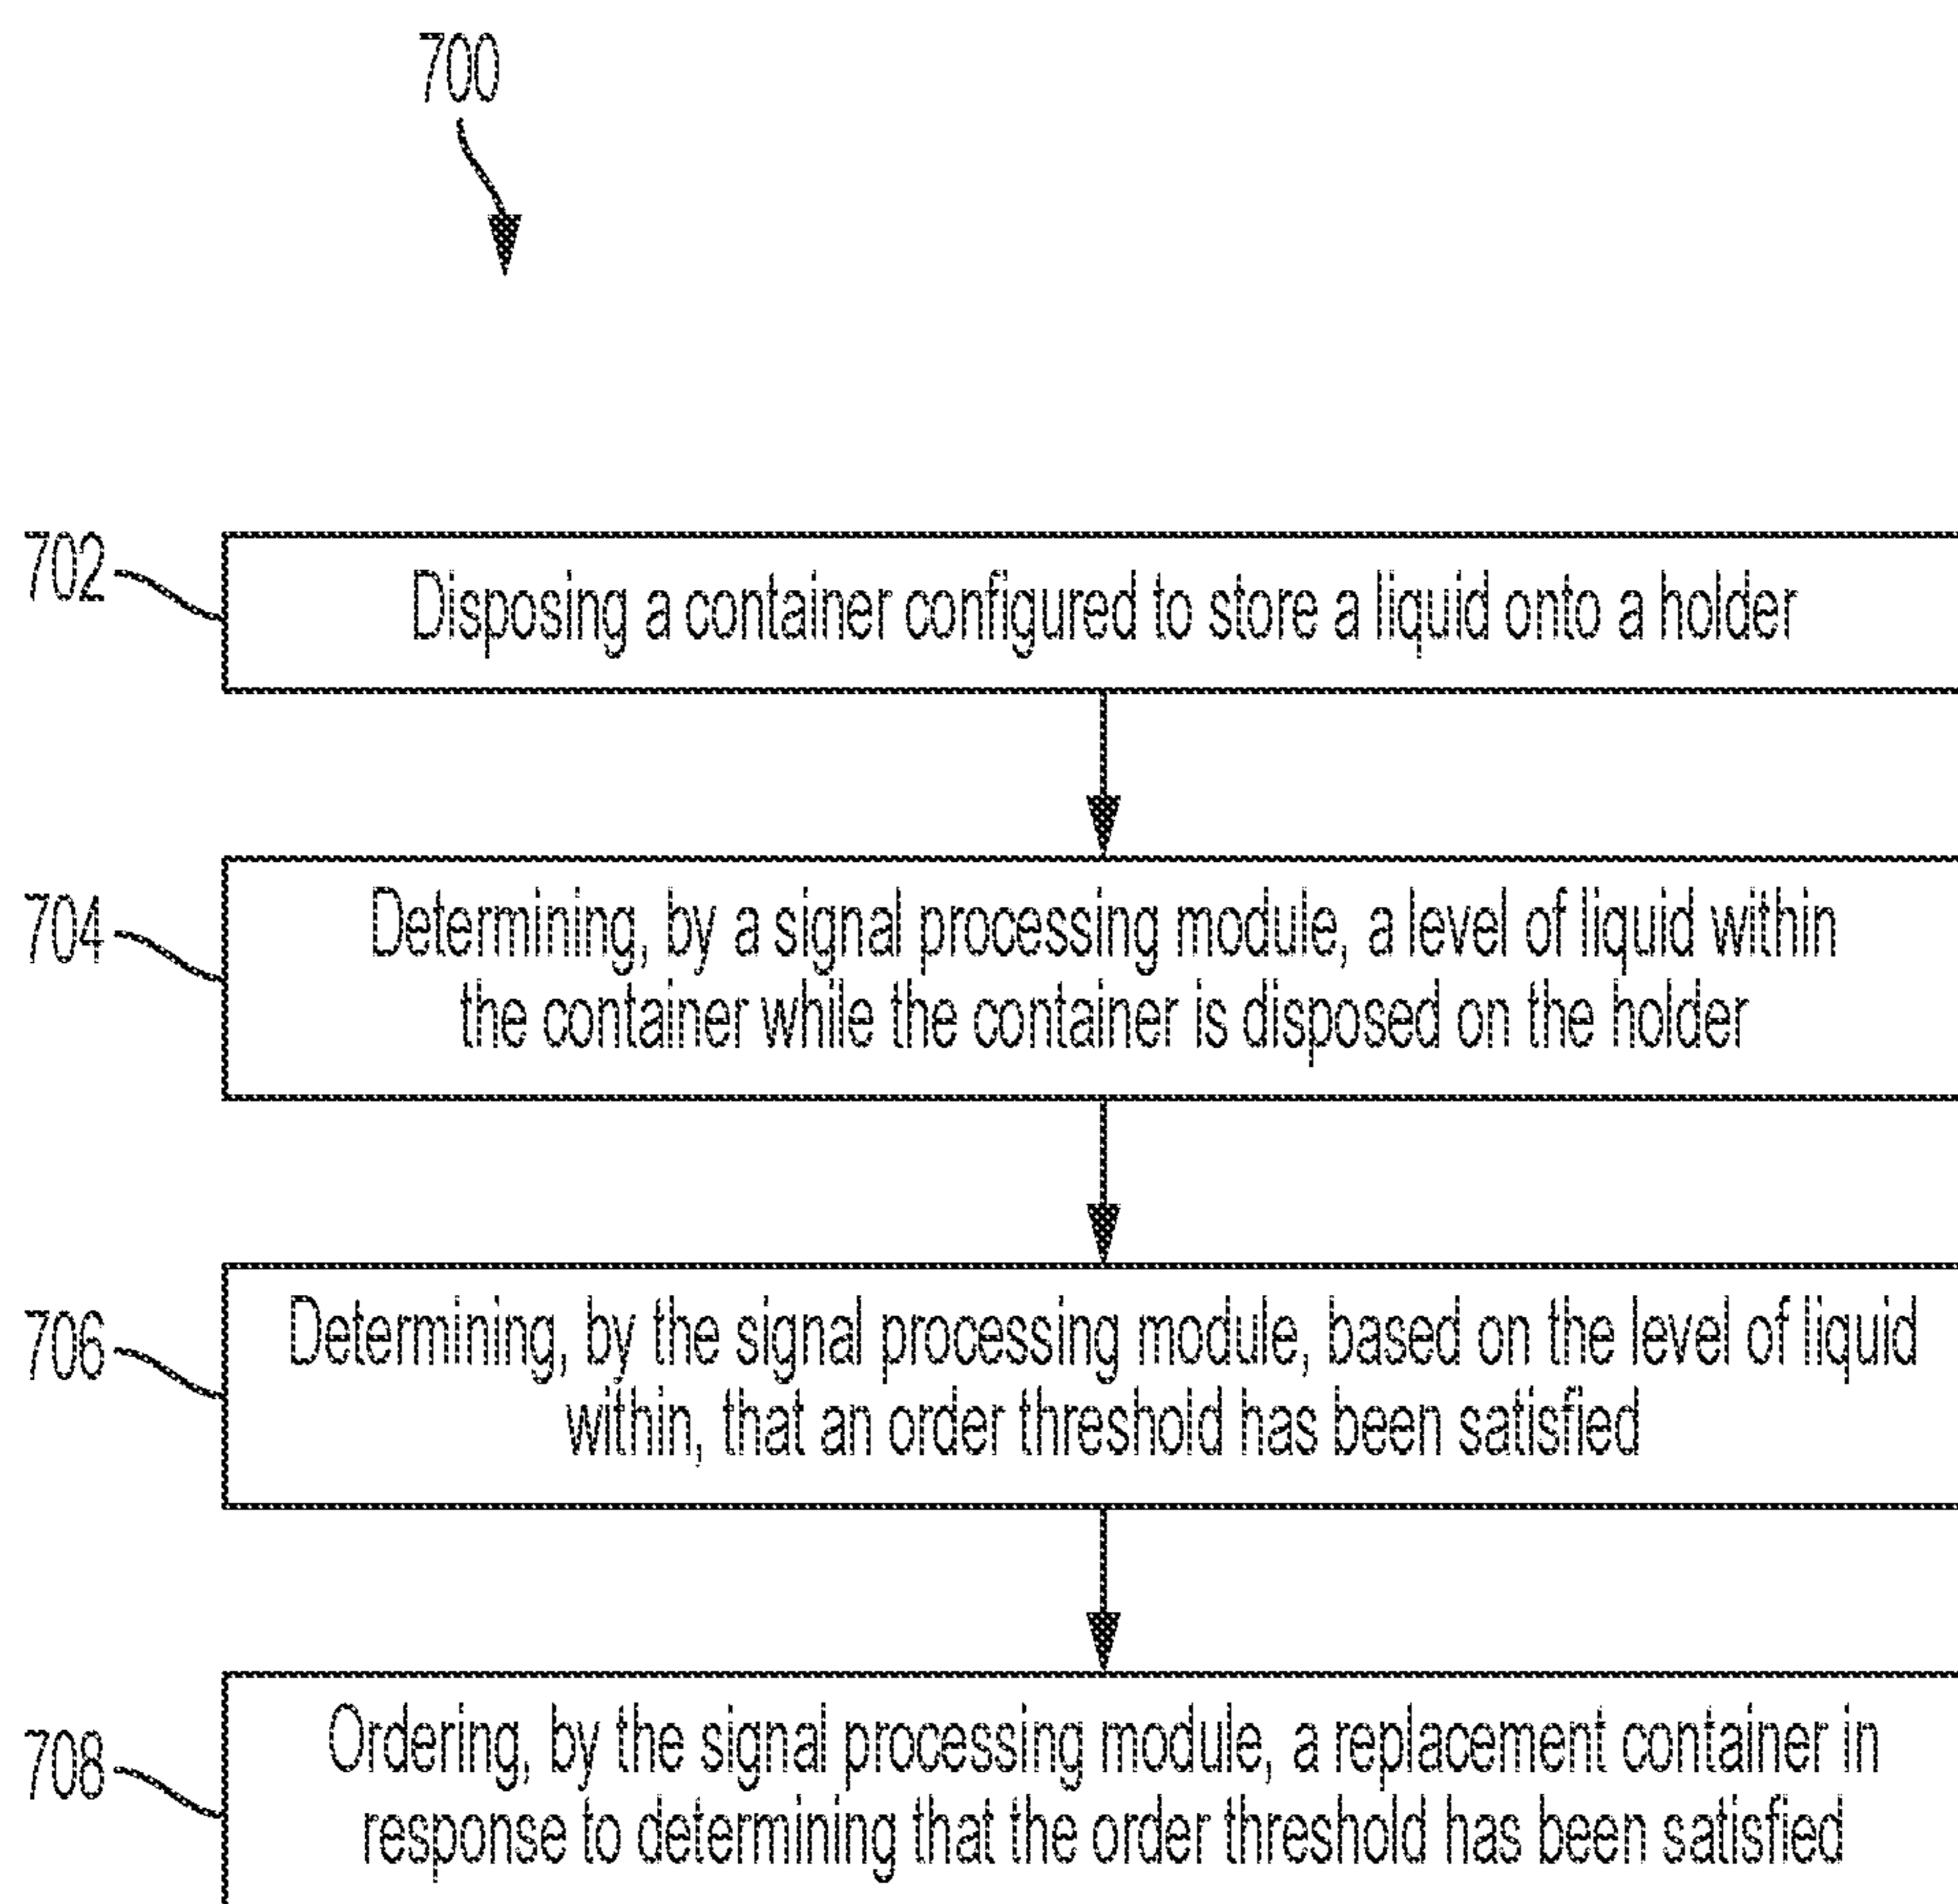 700
702
Disposing a container configured to store a liquid onto a holder
704
Determining, by a signal processing module, a level of liquid within
the container while the container is disposed on the holder
706
Determining, by the signal processing module, based on the level of liquid
within, that an order threshold has been satisfied
708
Ordering, by the signal processing module, a replacement container in
response to determining that the order threshold has been satisfied